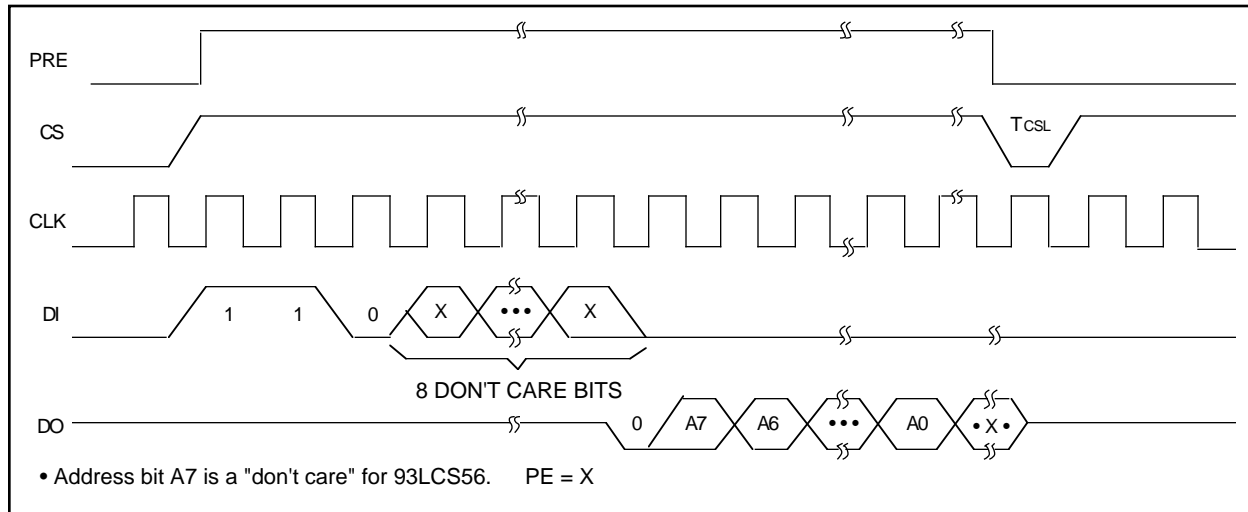 PRE
CS
TCSL
CLK
DI
1 1 0 X ••• X
8 DON'T CARE BITS
DO
0 A7 A6 ••• A0 •X•
• Address bit A7 is a "don't care" for 93LCS56. PE = X